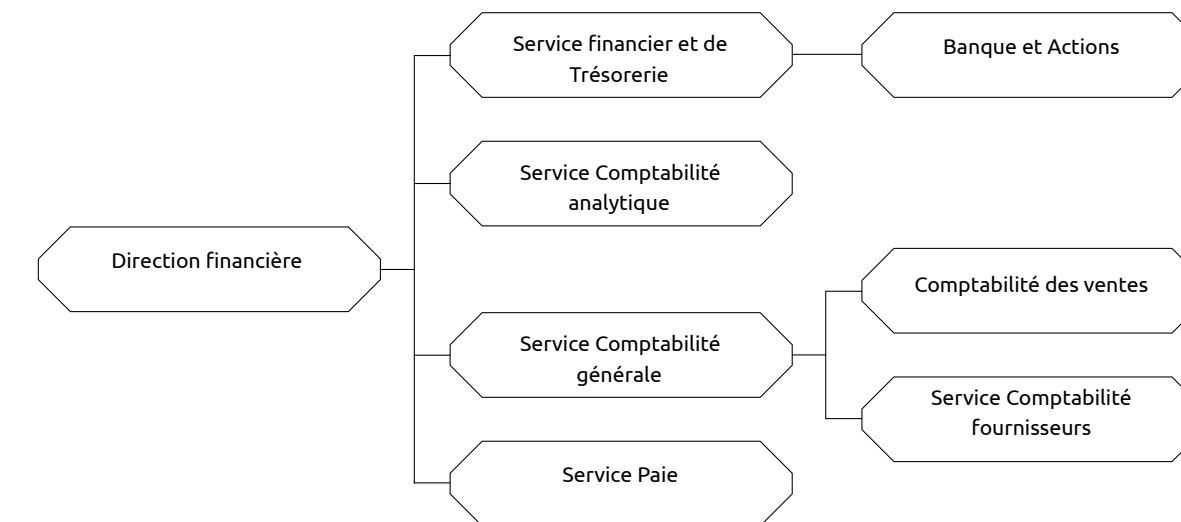 Service financier et de
Trésorerie
Banque et Actions
Service Comptabilité
analytique
Direction financière
Comptabilité des ventes
Service Comptabilité
générale
Service Comptabilité
fournisseurs
Service Paie